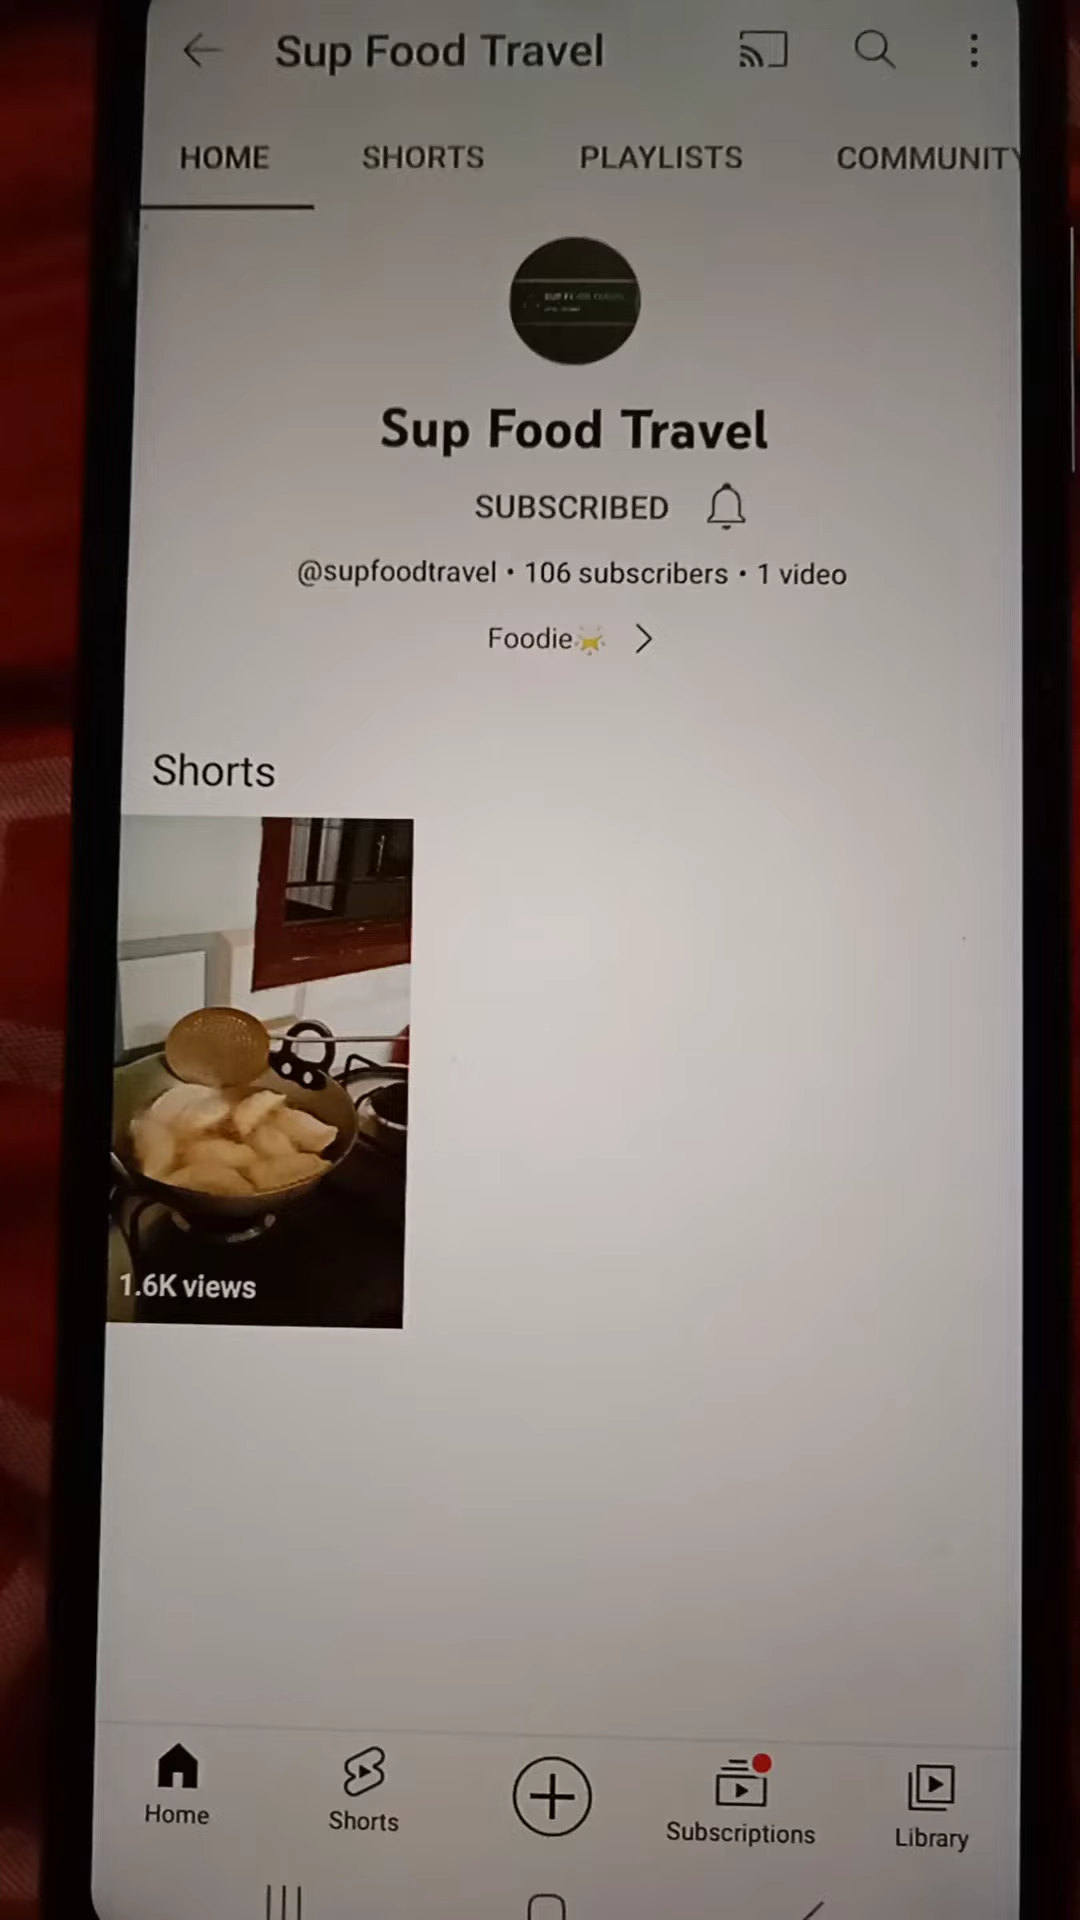 Sup Food Travel
HOME SHORTS PLAYLISTS COMMUNITY
Sup Food Travel
SUBSCRIBED
@supfoodtravel • 106 subscribers • 1 video
Foodie🌟 >
Shorts
1.6K views
Home Shorts Subscriptions Library